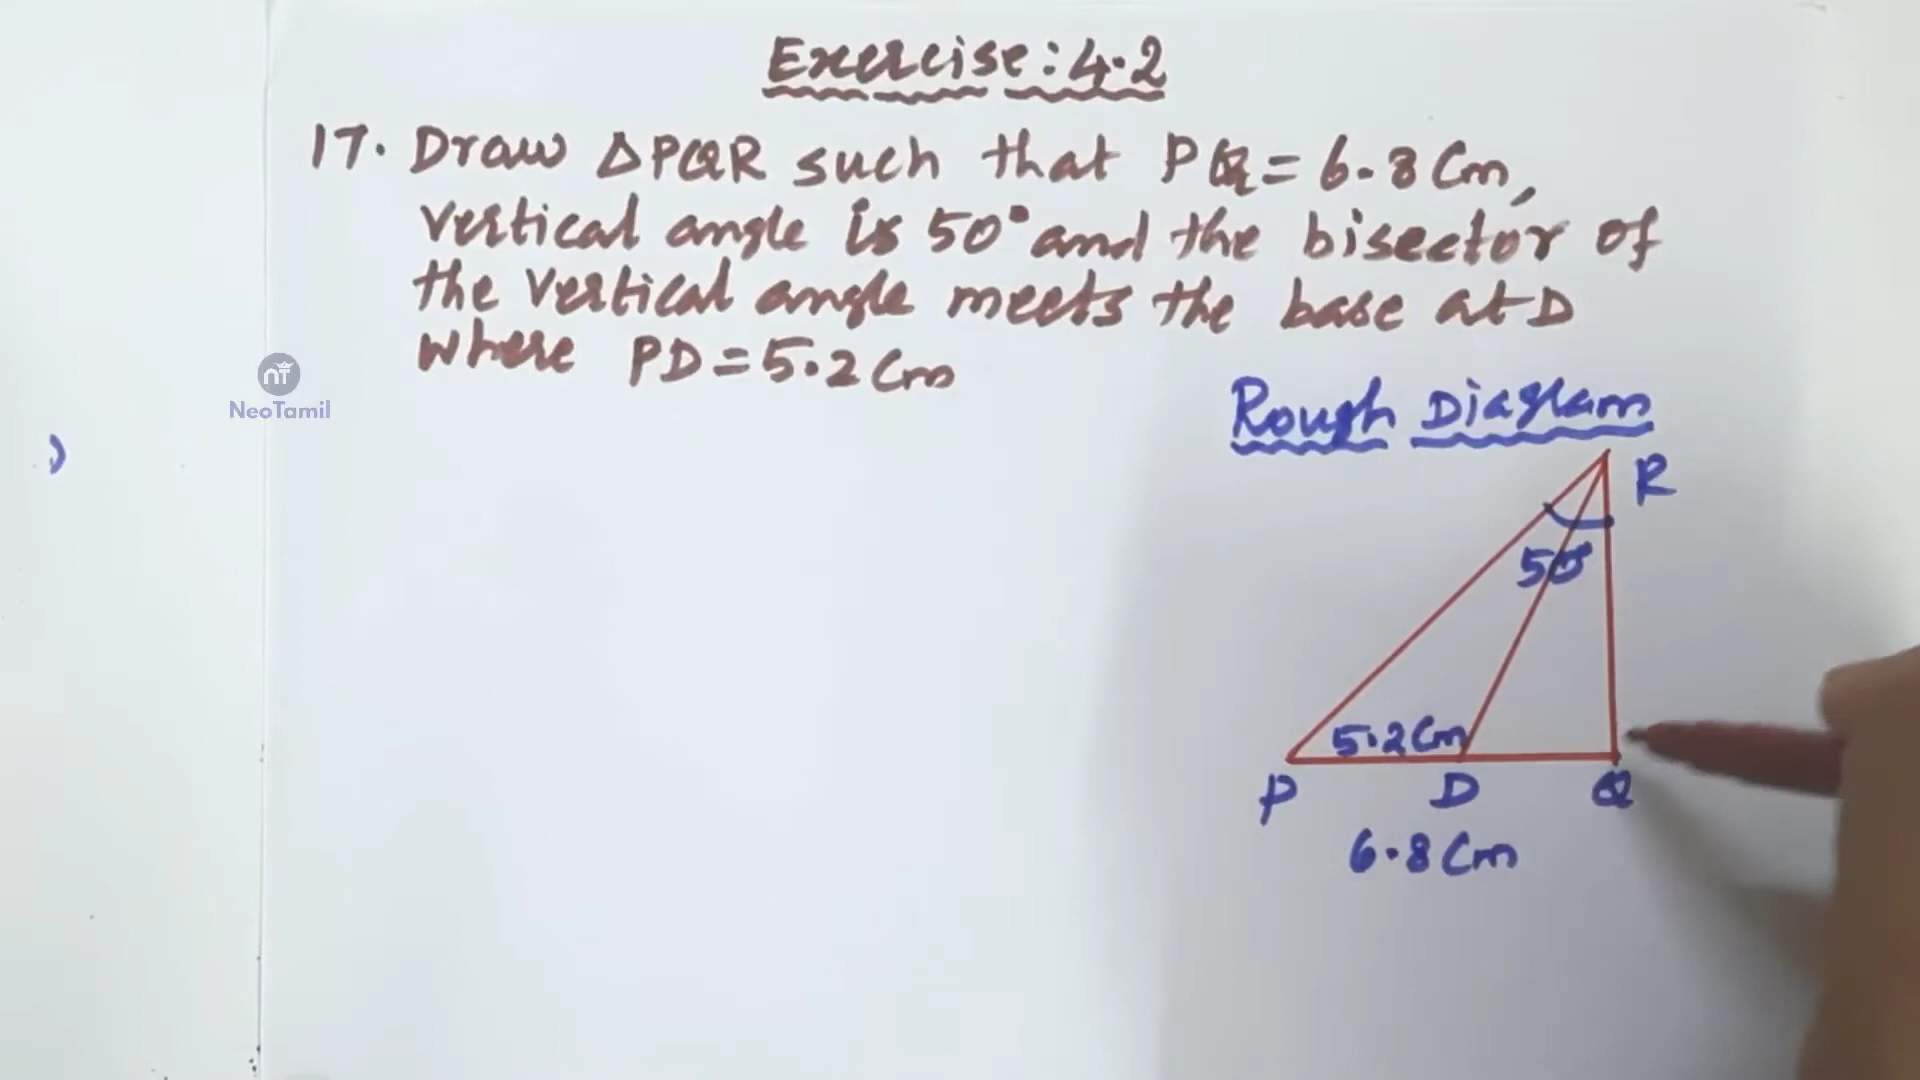 Exercise: 4.2
17. Draw ΔPQR such that PQ = 6.8 Cm,
vertical angle is 50° and the bisector of
the vertical angle meets the base at D
where PD = 5.2 Cm
nT
NeoTamil
Rough Diagram
R
50°
5.2 Cm
P D Q
6.8 Cm